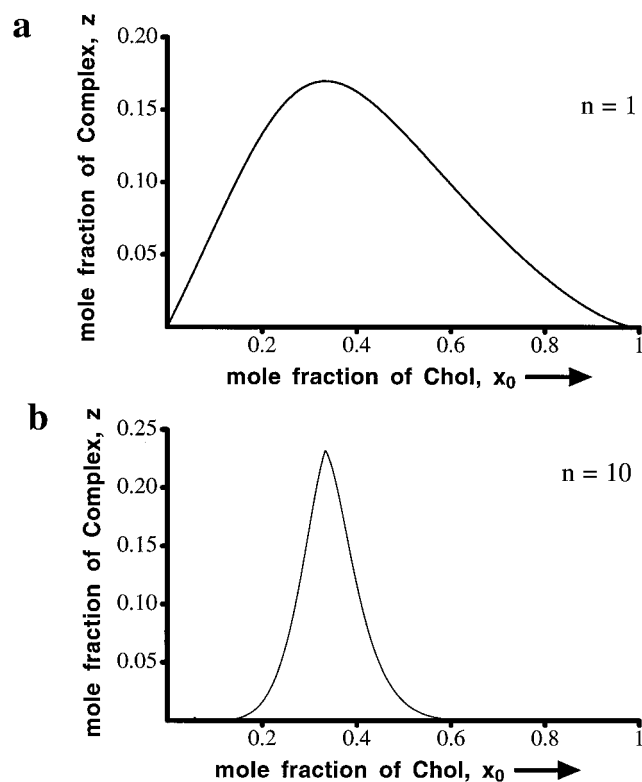 a
mole fraction of Complex, z
0.20
0.15
0.10
0.05
n = 1
0.2
0.4
0.6
0.8
1
mole fraction of Chol, x₀
b
mole fraction of Complex, z
0.25
0.20
0.15
0.10
0.05
n = 10
0.2
0.4
0.6
0.8
1
mole fraction of Chol, x₀